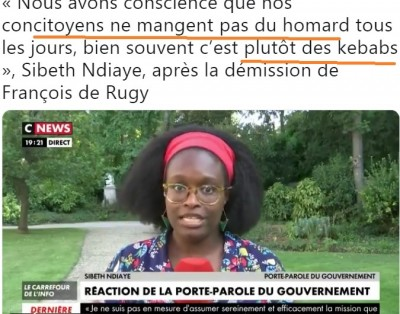 « Nous avons conscience que nos
concitoyens ne mangent pas du homard tous
les jours, bien souvent c’est plutôt des kebabs
», Sibeth Ndiaye, après la démission de
François de Rugy
CNEWS
19:21 DIRECT
SIBETH NDIAYE PORTE-PAROLE DU GOUVERNEMENT
LE CARREFOUR
DE L'INFO
RÉACTION DE LA PORTE-PAROLE DU GOUVERNEMENT
DERNIÈRE
«Je ne suis pas en mesure d'assumer sereinement et efficacement la mission que